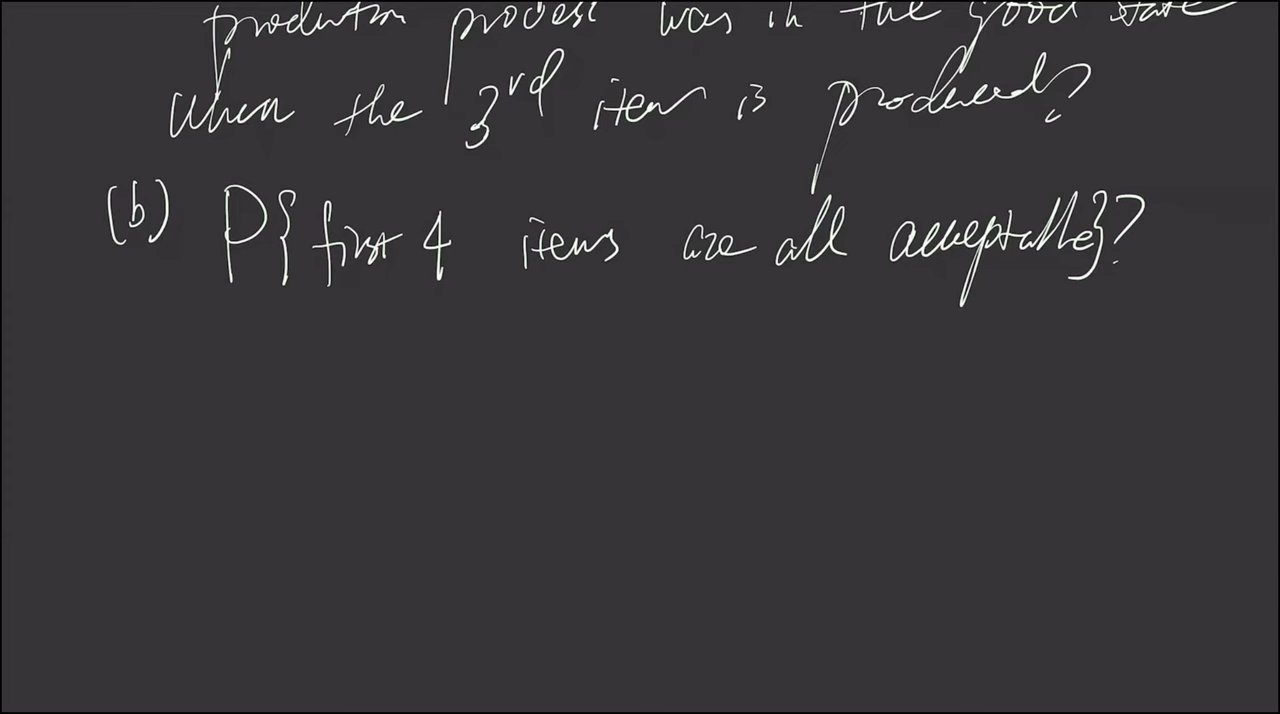 production process was in the good state
when the 3rd item is produced?
(b) P{first 4 items are all acceptable}?